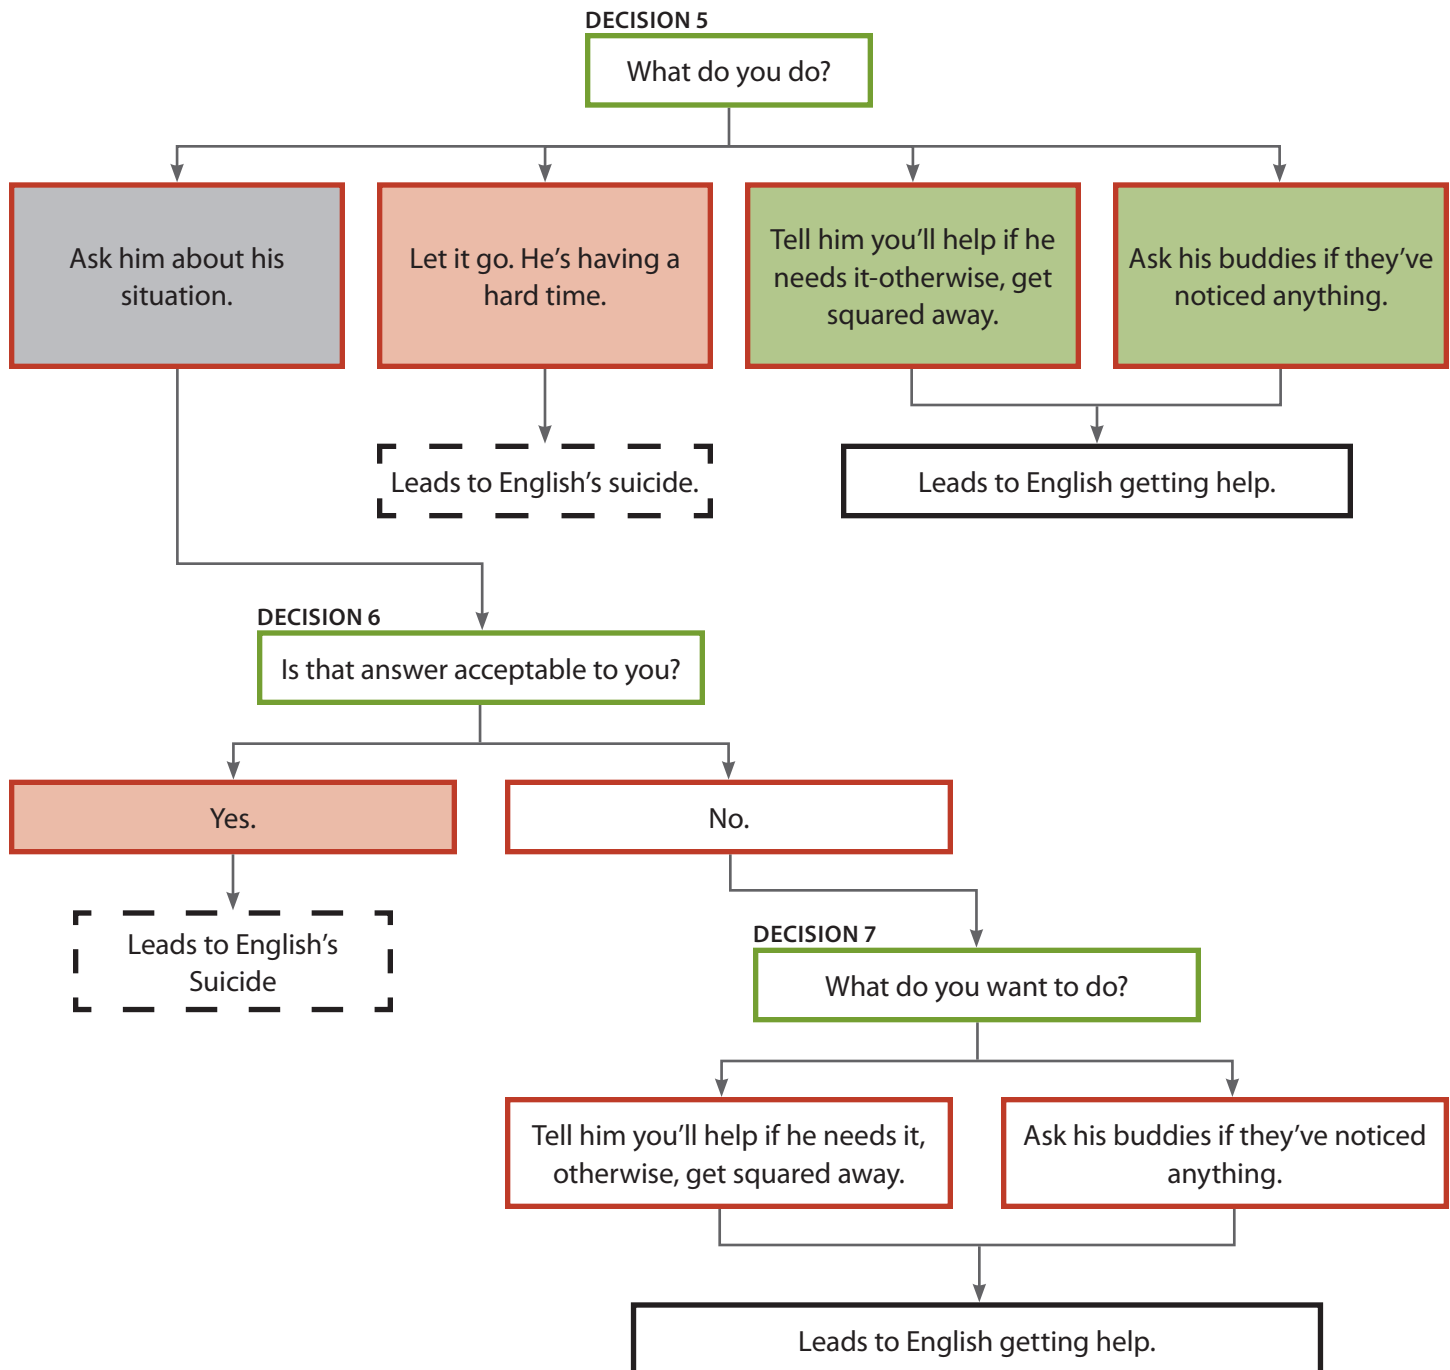 DECISION 5
What do you do?
Ask him about his
situation.
Let it go. He’s having a
hard time.
Tell him you’ll help if he
needs it-otherwise, get
squared away.
Ask his buddies if they’ve
noticed anything.
Leads to English’s suicide.
Leads to English getting help.
DECISION 6
Is that answer acceptable to you?
Yes.
No.
Leads to English’s
Suicide
DECISION 7
What do you want to do?
Tell him you’ll help if he needs it,
otherwise, get squared away.
Ask his buddies if they’ve noticed
anything.
Leads to English getting help.